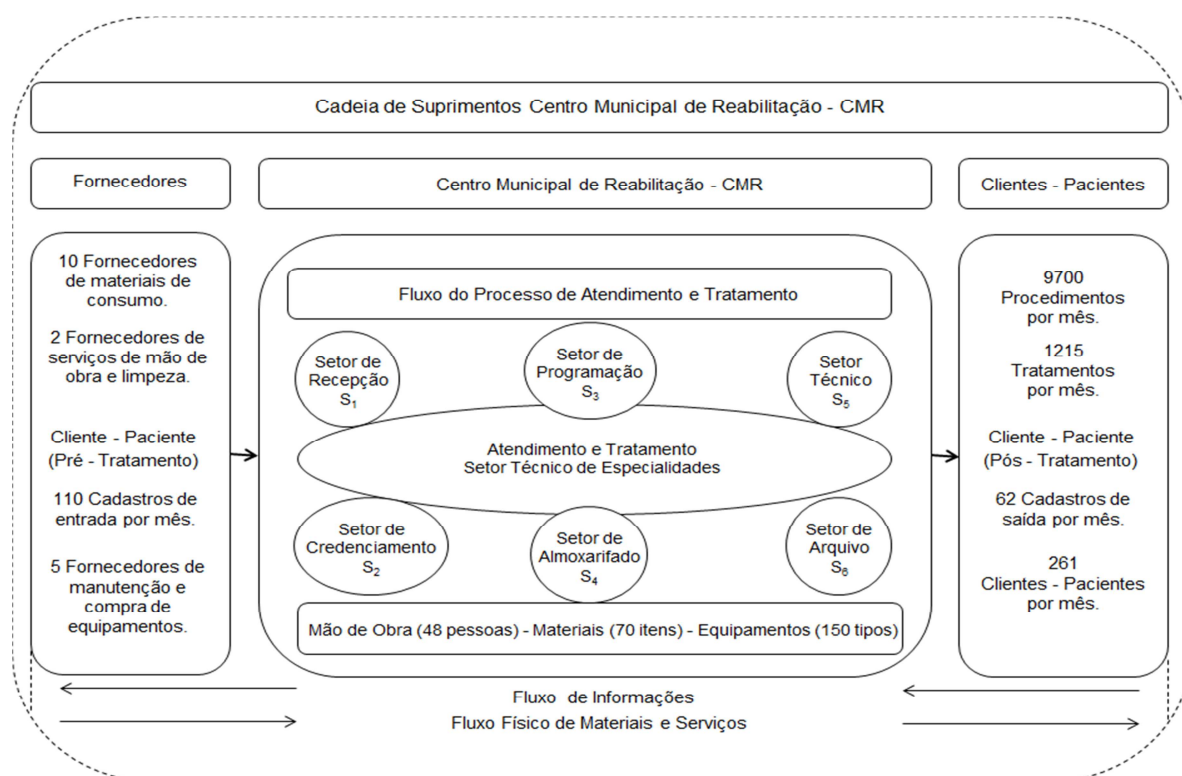 Cadeia de Suprimentos Centro Municipal de Reabilitação - CMR
Fornecedores
Centro Municipal de Reabilitação - CMR
Clientes - Pacientes
10 Fornecedores
de materiais de
consumo.
2 Fornecedores de
serviços de mão de
obra e limpeza.
Cliente - Paciente
(Pré - Tratamento)
110 Cadastros de
entrada por mês.
5 Fornecedores de
manutenção e
compra de
equipamentos.
Fluxo do Processo de Atendimento e Tratamento
Setor de
Recepção
S₁
Setor de
Programação
S₃
Setor
Técnico
S₅
Atendimento e Tratamento
Setor Técnico de Especialidades
Setor de
Credenciamento
S₂
Setor de
Almoxarifado
S₄
Setor de
Arquivo
S₆
Mão de Obra (48 pessoas) - Materiais (70 itens) - Equipamentos (150 tipos)
9700
Procedimentos
por mês.
1215
Tratamentos
por mês.
Cliente - Paciente
(Pós - Tratamento)
62 Cadastros de
saída por mês.
261
Clientes - Pacientes
por mês.
Fluxo de Informações
Fluxo Físico de Materiais e Serviços